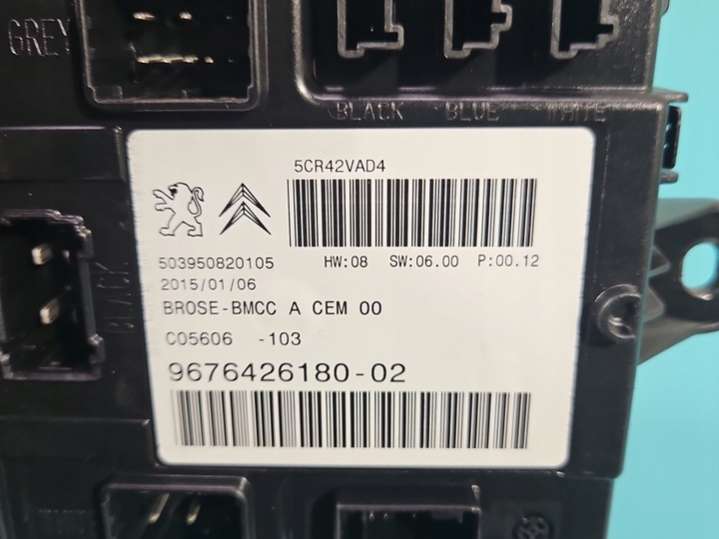 GREY
BLACK BLUE WHITE
5CR42VAD4
503950820105 HW:08 SW:06.00 P:00.12
2015/01/06
BROSE-BMCC A CEM 00
C05606 -103
9676426180-02
BLACK